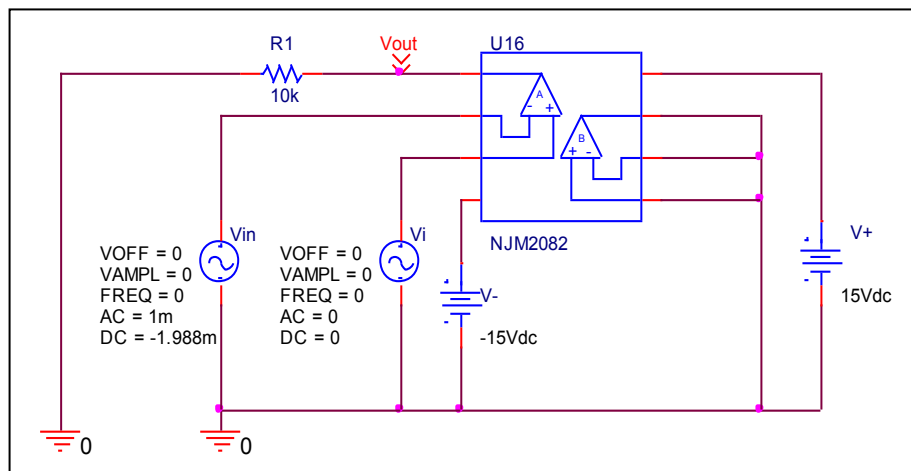 R1
Vout
U16
10k
A
- +
B
+ -
NJM2082
Vin
VOFF = 0
VAMPL = 0
FREQ = 0
AC = 1m
DC = -1.988m
Vi
VOFF = 0
VAMPL = 0
FREQ = 0
AC = 0
DC = 0
V-
-15Vdc
V+
15Vdc
0
0